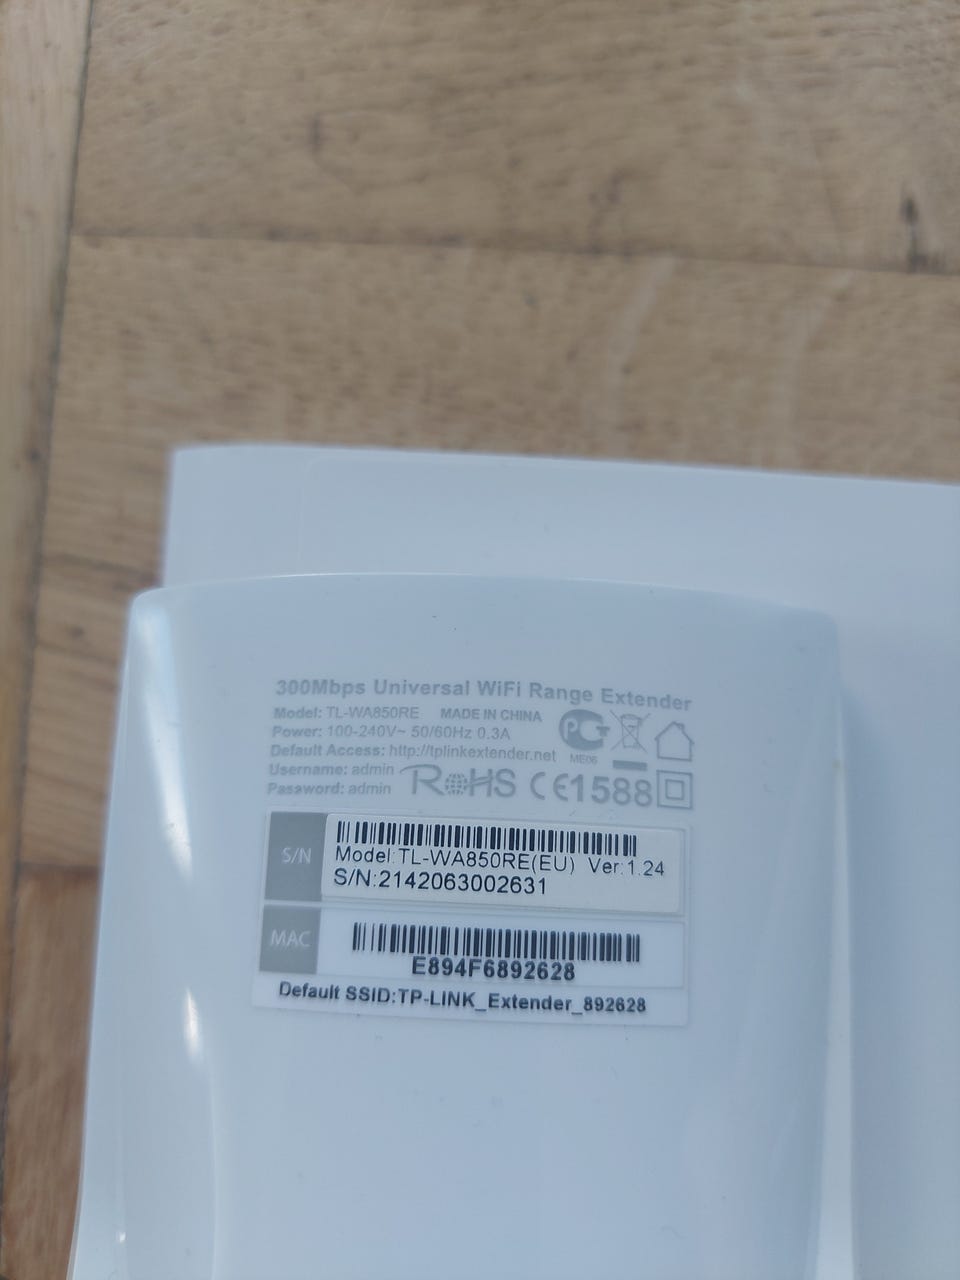 300Mbps Universal WiFi Range Extender
Model: TL-WA850RE MADE IN CHINA
Power: 100-240V~ 50/60Hz 0.3A
Default Access: http://tplinkextender.net
Username: admin
Password: admin
PG
ME06
RoHS CE1588
S/N
Model:TL-WA850RE(EU) Ver:1.24
S/N:2142063002631
MAC
E894F6892628
Default SSID:TP-LINK_Extender_892628